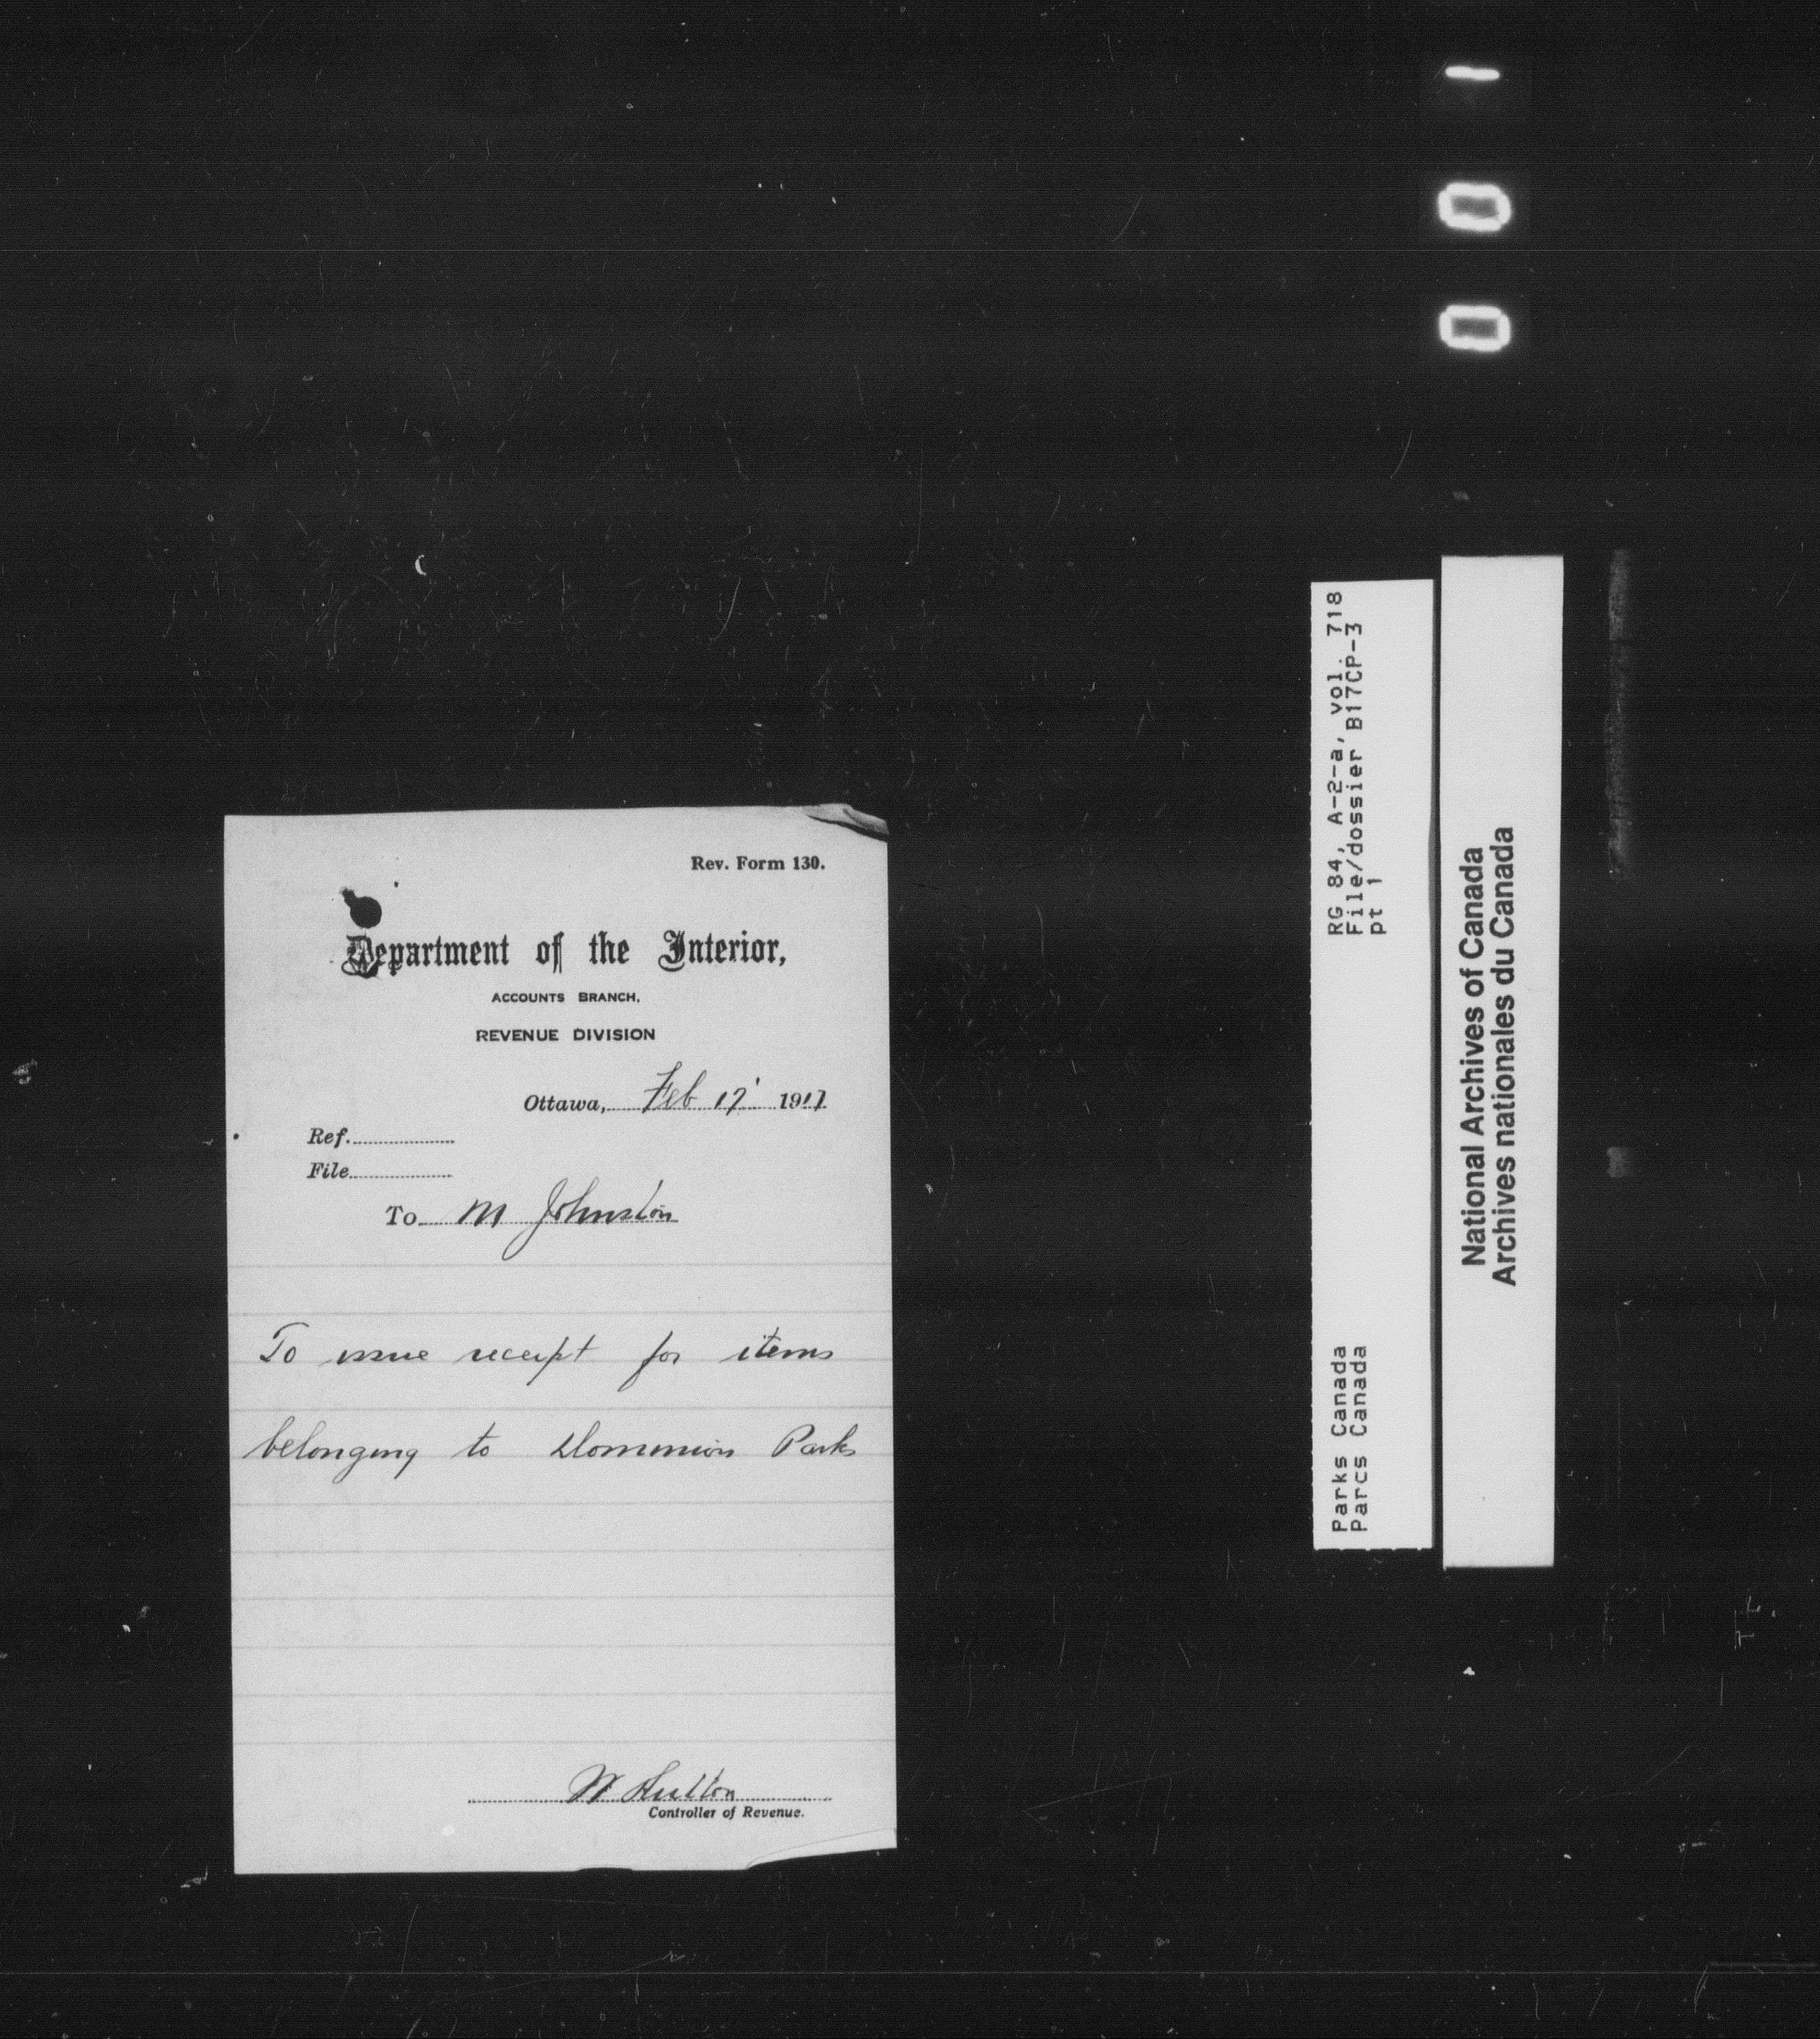 Rev. Form 130.
Department of the Interior,
ACCOUNTS BRANCH,
REVENUE DIVISION
Ottawa, Feb 17 1917
Ref.
File
To M Johnston
To issue receipt for items
belonging to Dominion Parks
W Hutton
Controller of Revenue.
RG 84, A-2-a, vol. 718
File/dossier B17CP-3
pt 1
Parks Canada
Parcs Canada
National Archives of Canada
Archives nationales du Canada